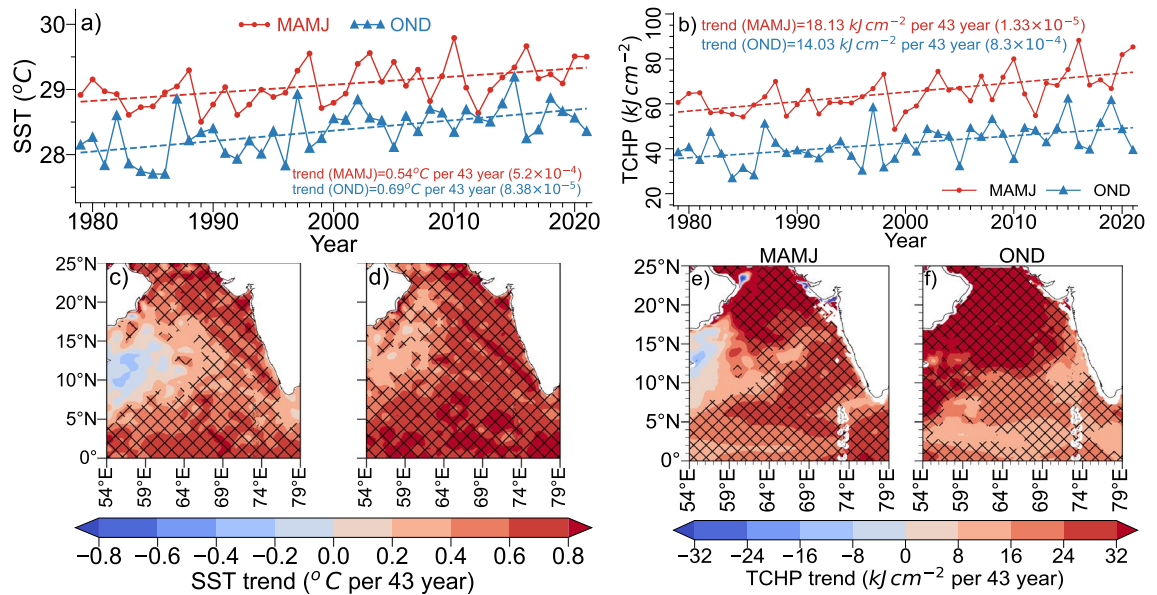 a)
MAMJ
OND
30
29
28
SST (°C)
trend (MAMJ)=0.54°C per 43 year (5.2×10⁻⁴)
trend (OND)=0.69°C per 43 year (8.38×10⁻⁵)
1980
1990
2000
2010
2020
Year
b)
trend (MAMJ)=18.13 kJ cm⁻² per 43 year (1.33×10⁻⁵)
trend (OND)=14.03 kJ cm⁻² per 43 year (8.3×10⁻⁴)
100
80
60
40
20
TCHP (kJ cm⁻²)
MAMJ
OND
1980
1990
2000
2010
2020
Year
c)
25°N
20°N
15°N
10°N
5°N
0°
54°E
59°E
64°E
69°E
74°E
79°E
d)
54°E
59°E
64°E
69°E
74°E
79°E
−0.8
−0.6
−0.4
−0.2
0.0
0.2
0.4
0.6
0.8
SST trend (°C per 43 year)
MAMJ
e)
25°N
20°N
15°N
10°N
5°N
0°
54°E
59°E
64°E
69°E
74°E
79°E
OND
f)
54°E
59°E
64°E
69°E
74°E
79°E
−32
−24
−16
−8
0
8
16
24
32
TCHP trend (kJ cm⁻² per 43 year)